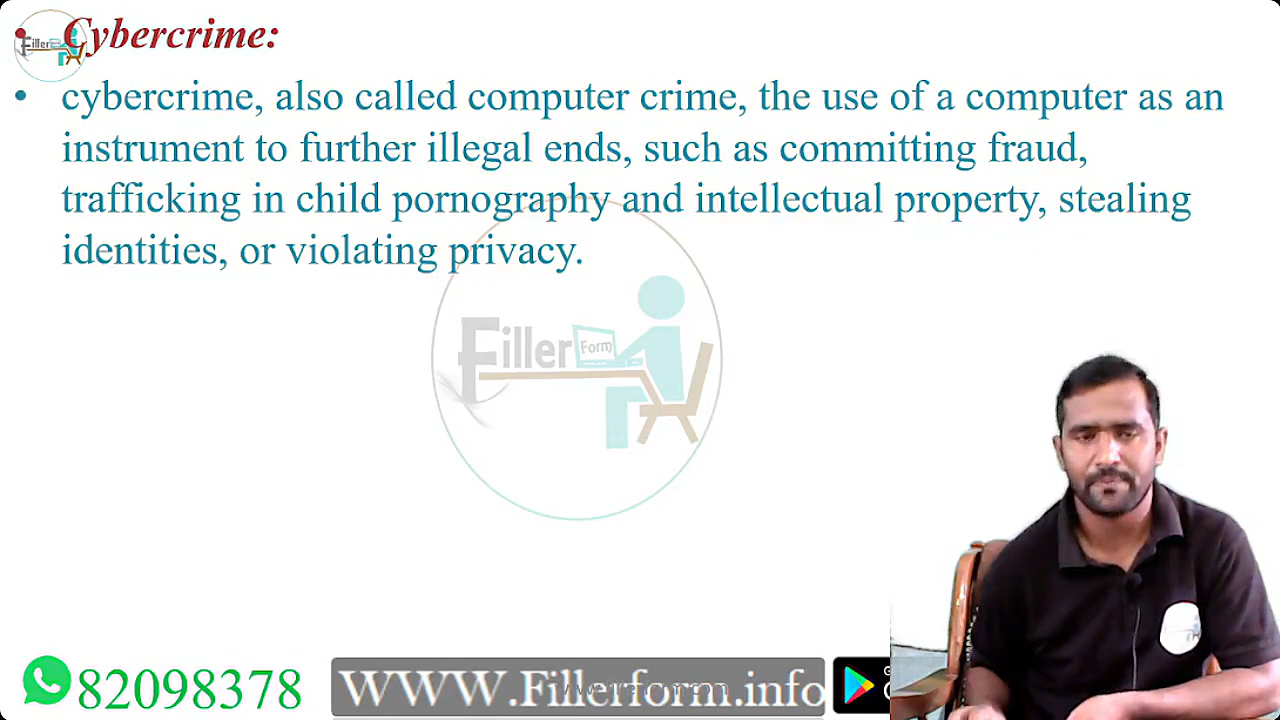 • Cybercrime:
• cybercrime, also called computer crime, the use of a computer as an
instrument to further illegal ends, such as committing fraud,
trafficking in child pornography and intellectual property, stealing
identities, or violating privacy.
Filler Form
82098378
WWW.Fillerform.info